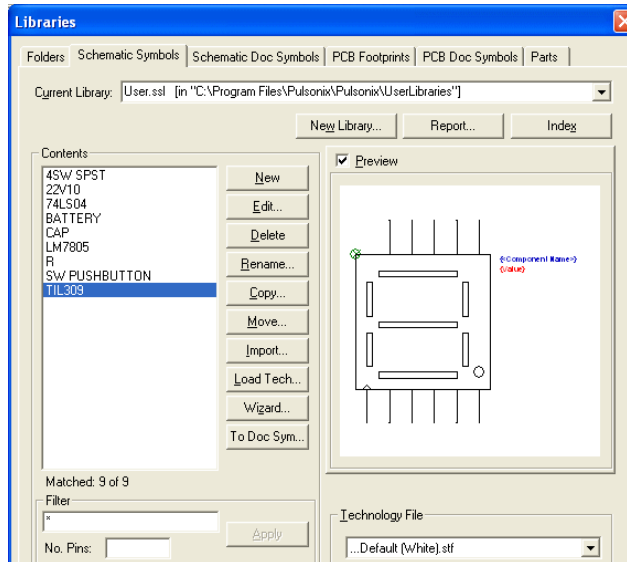 Libraries
Folders Schematic Symbols Schematic Doc Symbols PCB Footprints PCB Doc Symbols Parts
Current Library: User.ssl [in "C:\Program Files\Pulsonix\Pulsonix\UserLibraries"]
New Library... Report... Index
Contents
4SW SPST
22V10
74LS04
BATTERY
CAP
LM7805
R
SW PUSHBUTTON
TIL309
New
Edit...
Delete
Rename...
Copy...
Move...
Import...
Load Tech...
Wizard...
To Doc Sym...
Preview
{<Component Name>}
{Value}
Matched: 9 of 9
Filter
*
Apply
No. Pins:
Technology File
...Default (White).stf